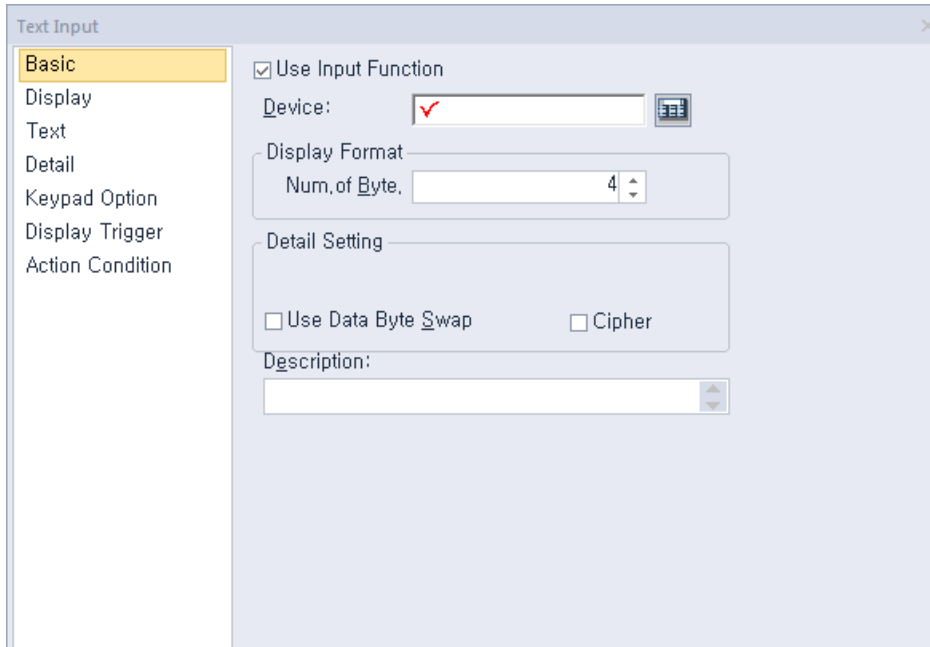 Text Input
Basic
Display
Text
Detail
Keypad Option
Display Trigger
Action Condition
Use Input Function
Device:
Display Format
Num.of Byte.
4
Detail Setting
Use Data Byte Swap
Cipher
Description: